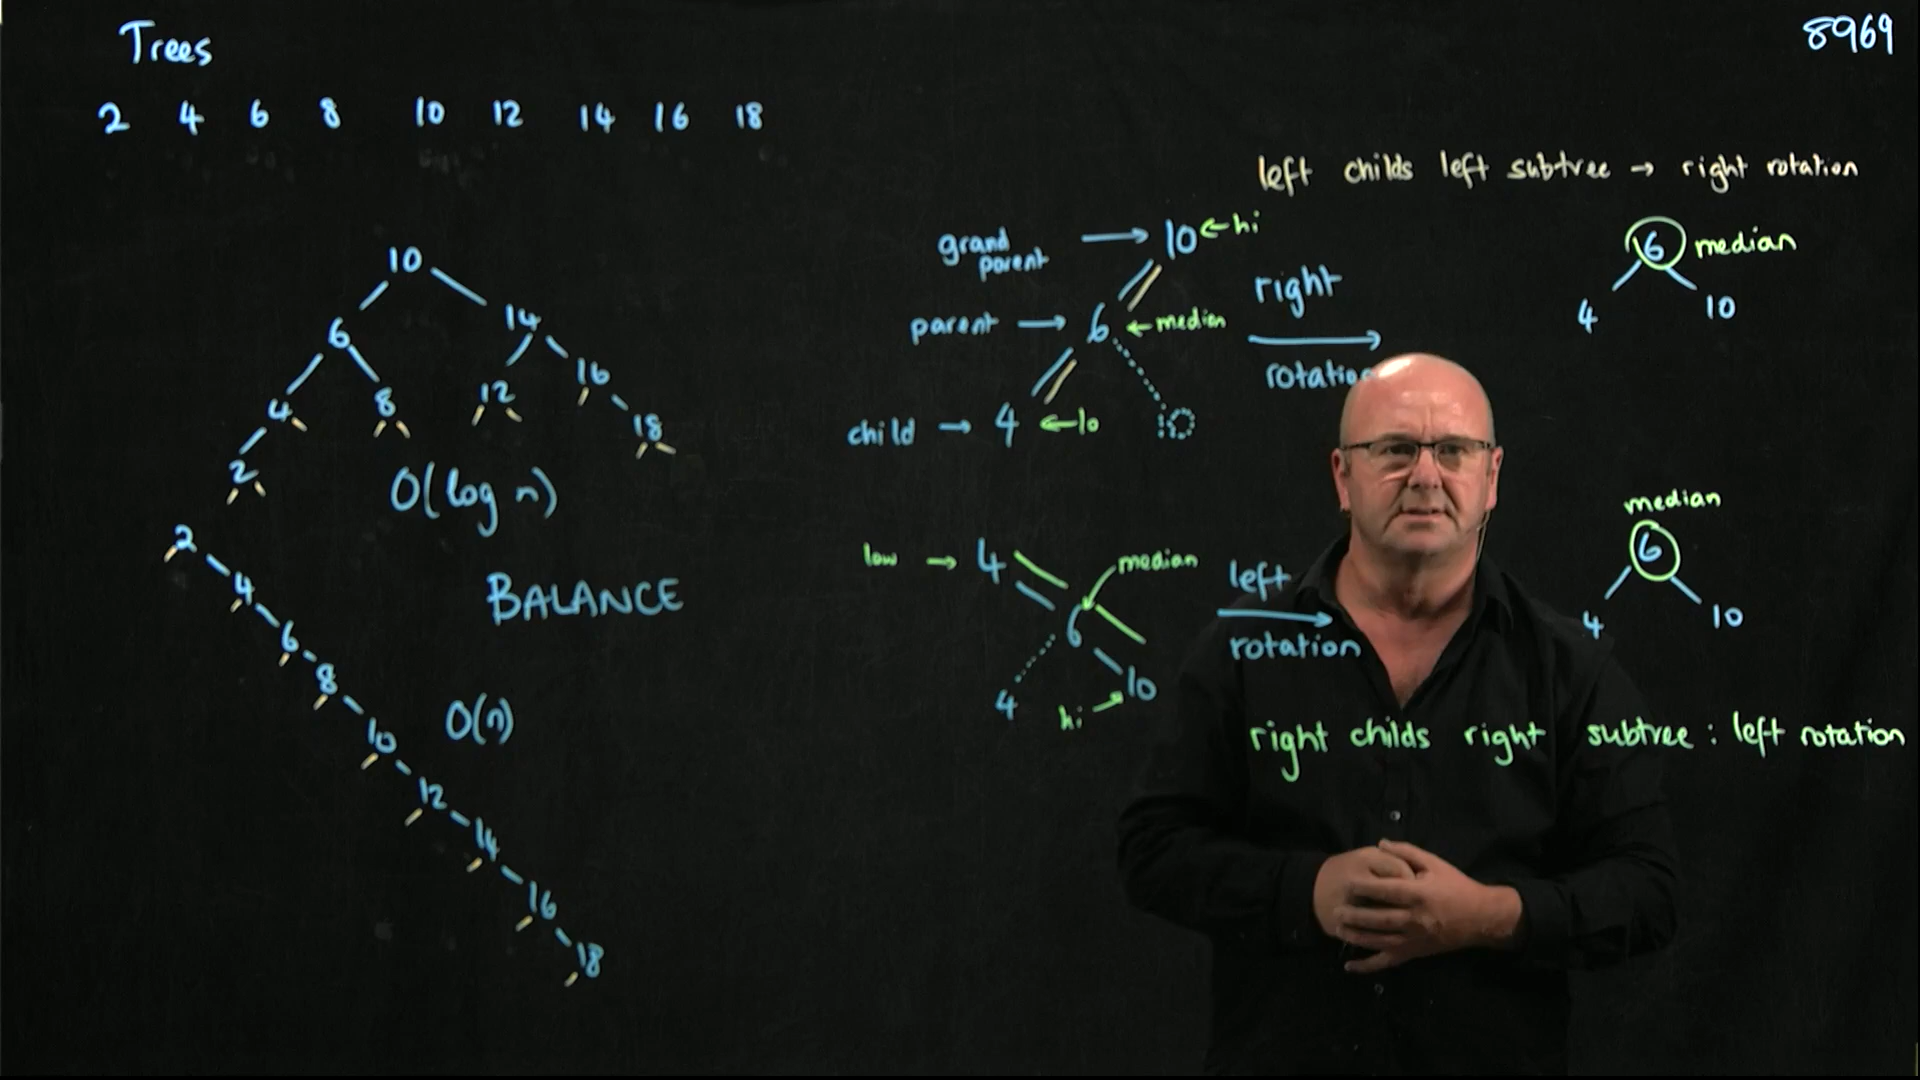 Trees
8969
2 4 6 8 10 12 14 16 18
left childs left subtree → right rotation
10
6 14
4 8 12 16
2 18
O(log n)
BALANCE
2
4
6
8
10
12
14
16
18
O(n)
grand parent → 10 ← hi
parent → 6 ← median
child → 4 ← lo
10
right
rotation
6 median
4 10
low → 4
median
6
4 10
hi
left
rotation
median
6
4 10
right childs right subtree : left rotation